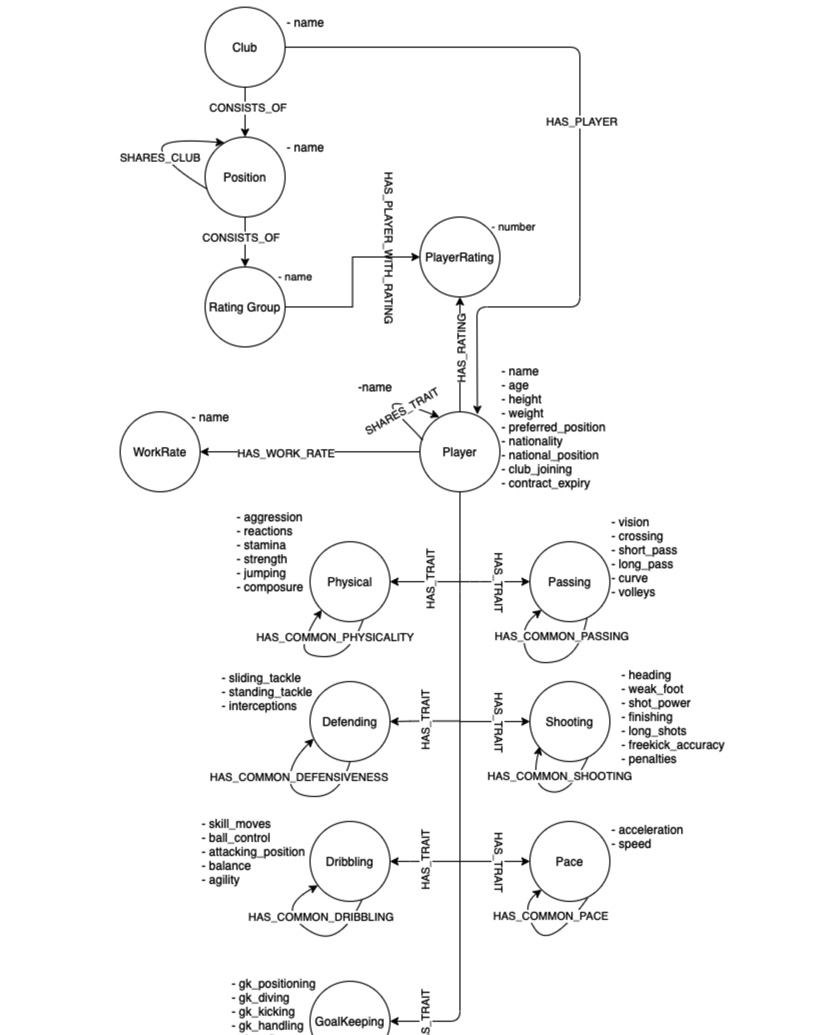 - name
Club
CONSISTS_OF
HAS_PLAYER
- name
SHARES_CLUB
Position
HAS_PLAYER_WITH_RATING
CONSISTS_OF
- number
PlayerRating
- name
Rating Group
HAS_RATING
- name
- age
- height
- weight
- preferred_position
- nationality
- national_position
- club_joining
- contract_expiry
-name
SHARES_TRAIT
- name
WorkRate
HAS_WORK_RATE
Player
- aggression
- reactions
- stamina
- strength
- jumping
- composure
Physical
HAS_TRAIT
HAS_TRAIT
Passing
- vision
- crossing
- short_pass
- long_pass
- curve
- volleys
HAS_COMMON_PHYSICALITY
HAS_COMMON_PASSING
- sliding_tackle
- standing_tackle
- interceptions
Defending
HAS_TRAIT
HAS_TRAIT
Shooting
- heading
- weak_foot
- shot_power
- finishing
- long_shots
- freekick_accuracy
- penalties
HAS_COMMON_DEFENSIVENESS
HAS_COMMON_SHOOTING
- skill_moves
- ball_control
- attacking_position
- balance
- agility
Dribbling
HAS_TRAIT
HAS_TRAIT
Pace
- acceleration
- speed
HAS_COMMON_DRIBBLING
HAS_COMMON_PACE
- gk_positioning
- gk_diving
- gk_kicking
- gk_handling
GoalKeeping
S_TRAIT